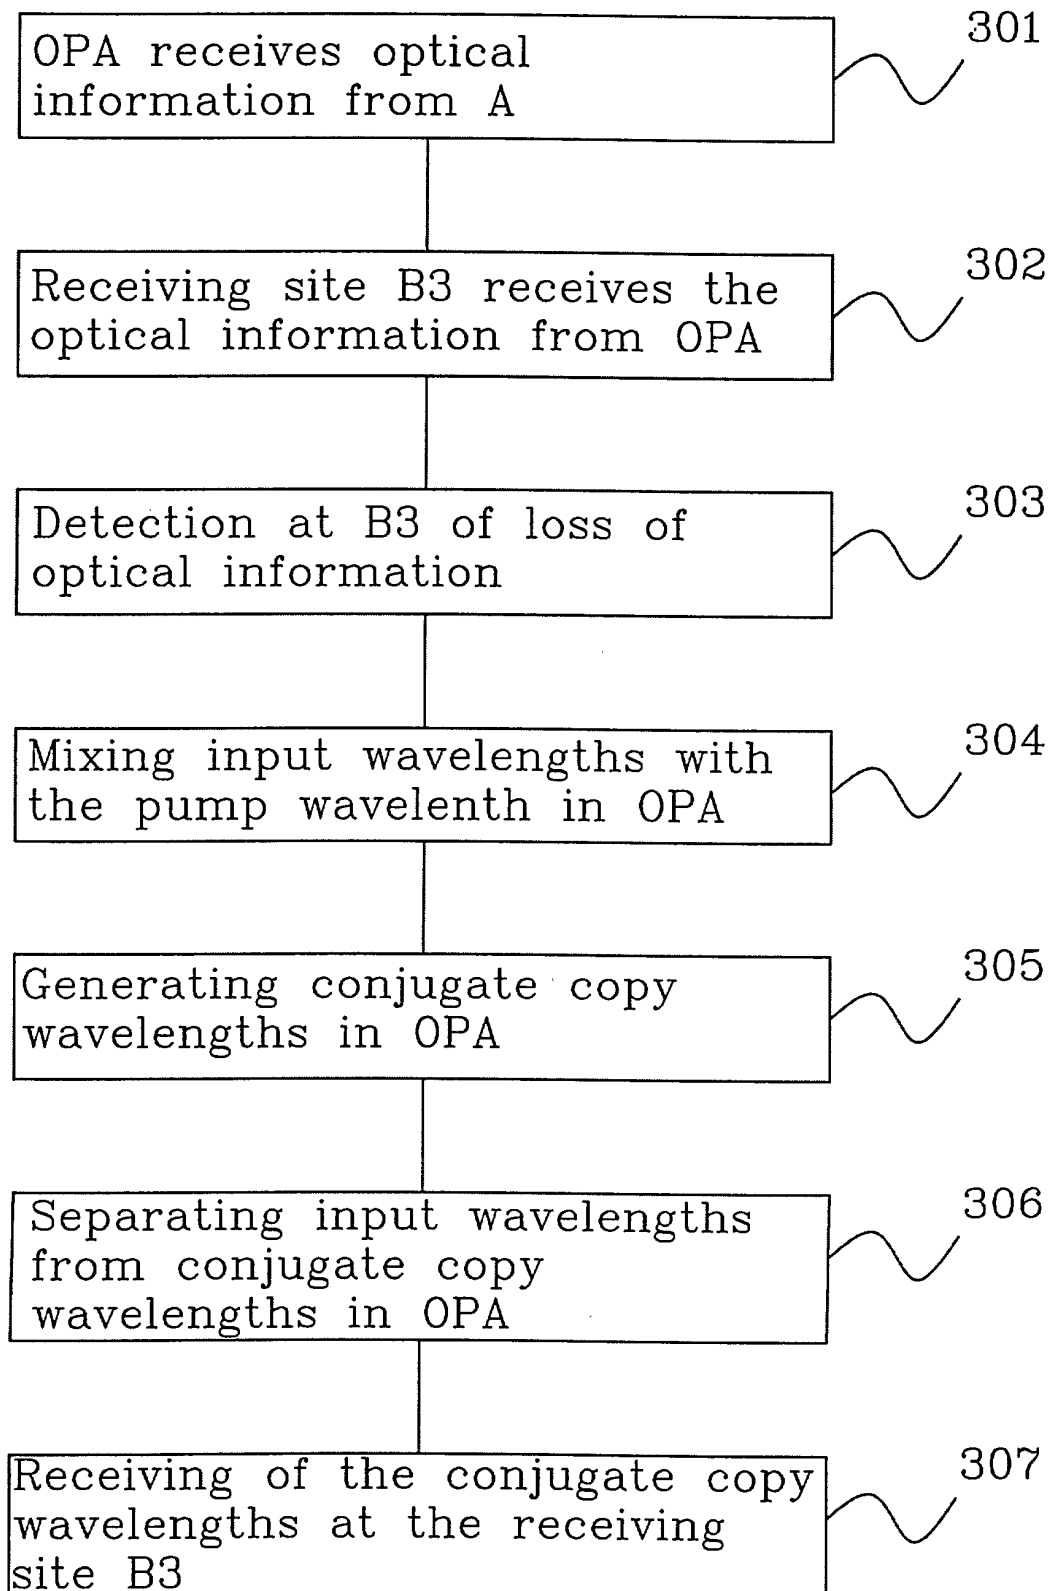 301
OPA receives optical
information from A
302
Receiving site B3 receives the
optical information from OPA
303
Detection at B3 of loss of
optical information
304
Mixing input wavelengths with
the pump wavelenth in OPA
305
Generating conjugate copy
wavelengths in OPA
306
Separating input wavelengths
from conjugate copy
wavelengths in OPA
307
Receiving of the conjugate copy
wavelengths at the receiving
site B3